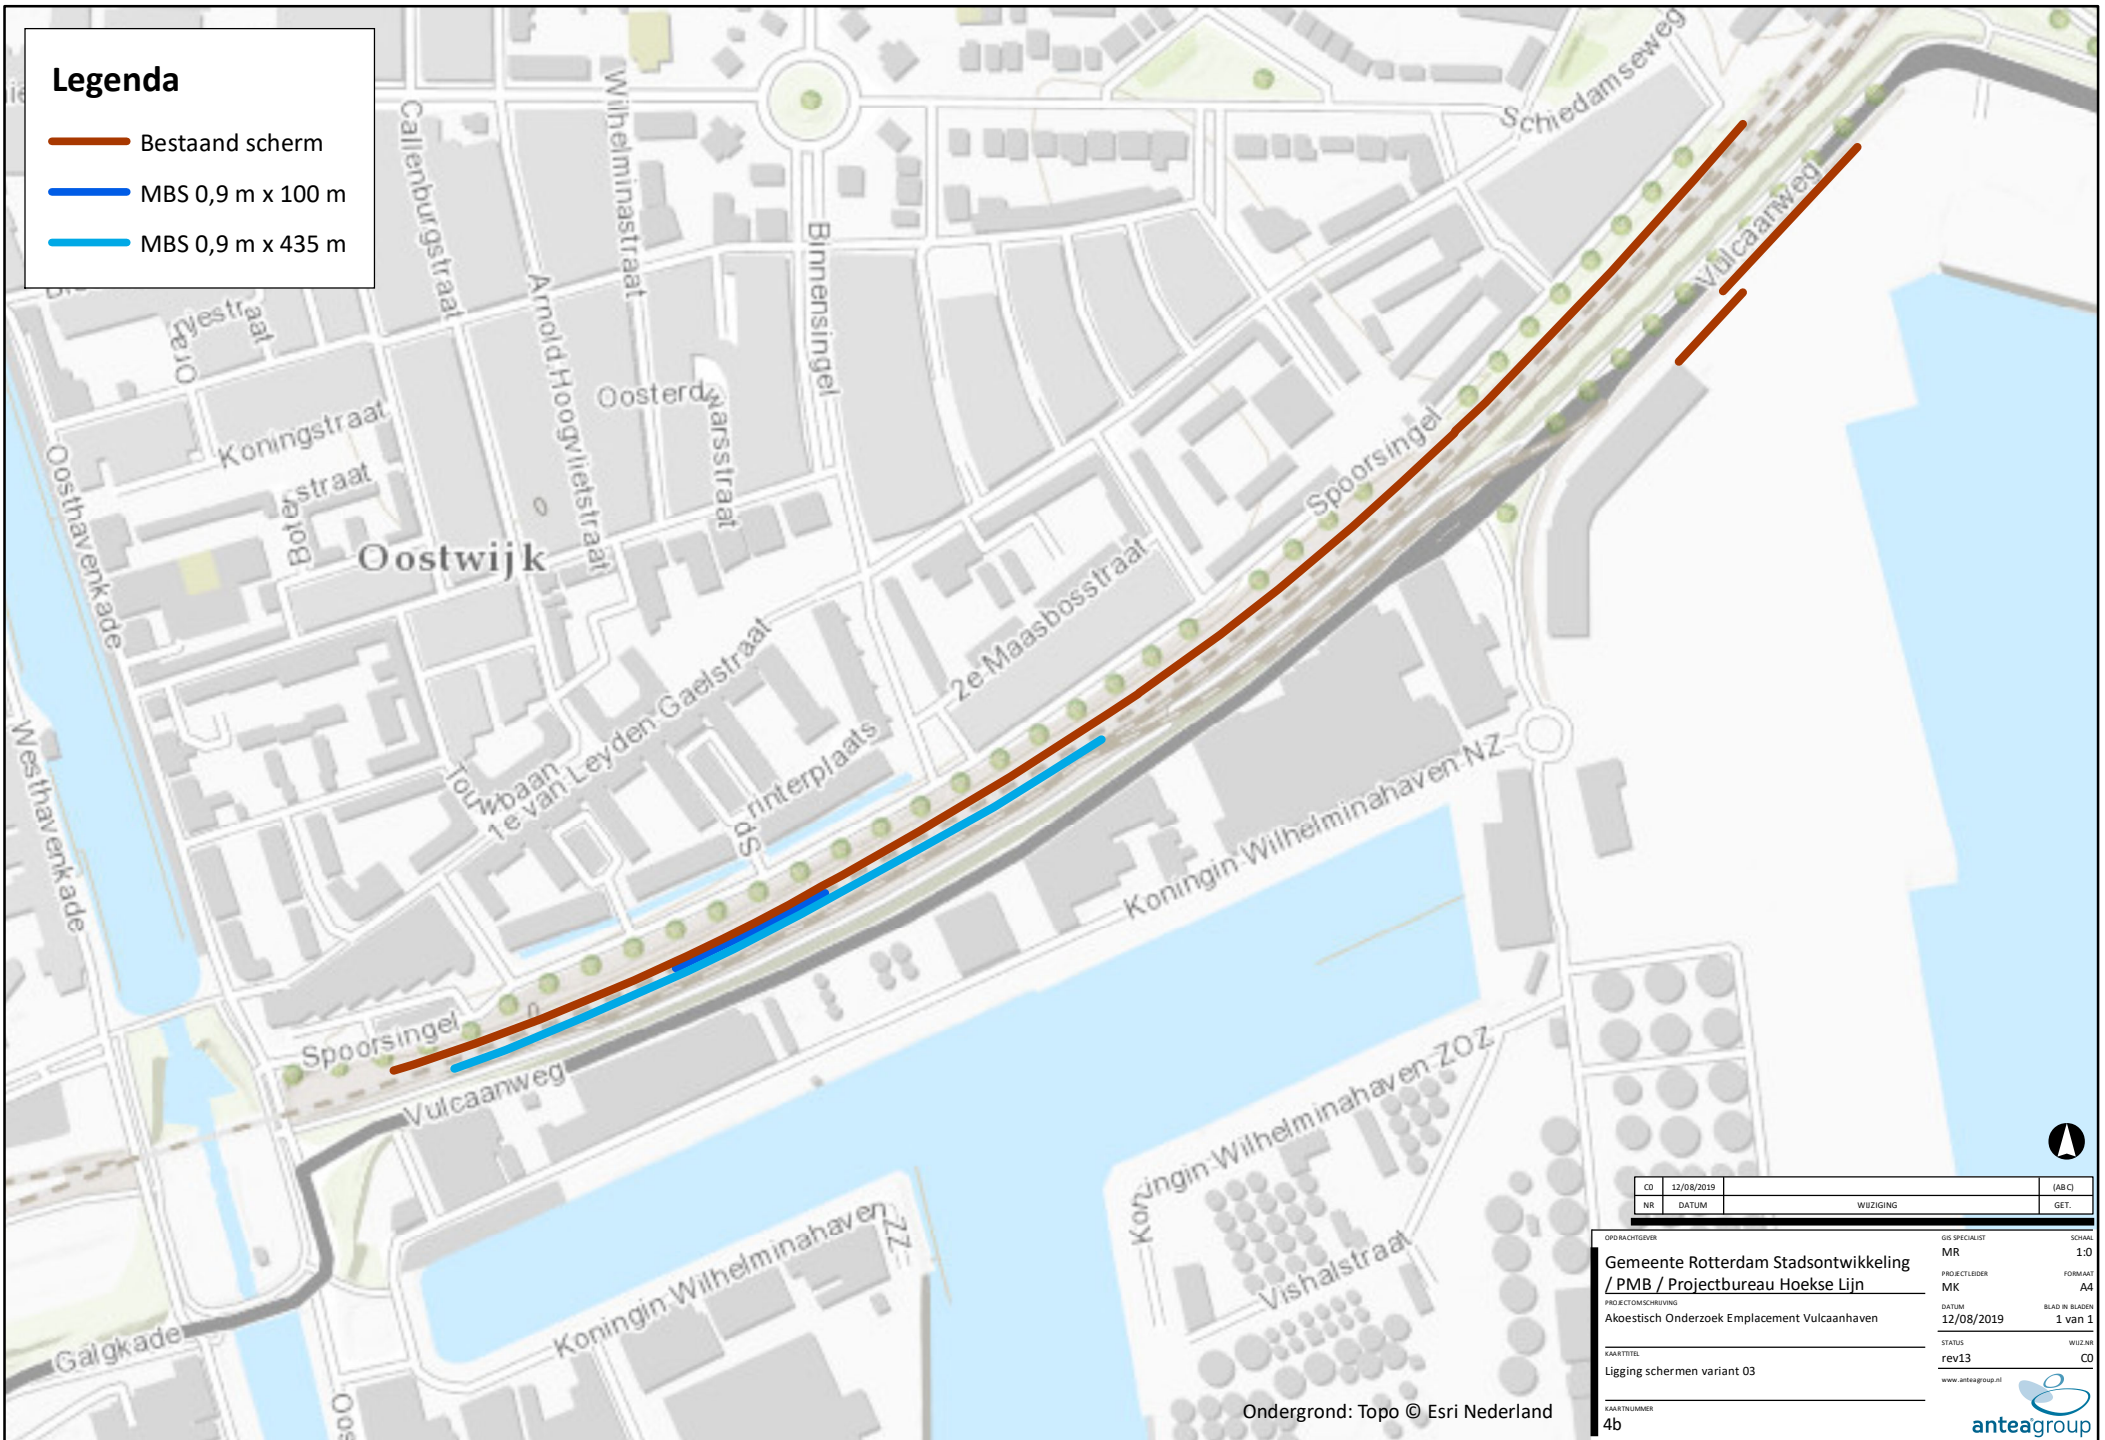 Legenda
Bestaand scherm
MBS 0,9 m x 100 m
MBS 0,9 m x 435 m
Schiedamseweg
Callenburgstraat
Wilhelminastraat
Binnensingel
Arnold Hoogvlietstraat
Vulcaanweg
Oosterdwarsstraat
Koningstraat
Spoorsingel
Oosthavenkade
Oostwijk
2e Maasbosstraat
1e van Leyden Gaelstraat
Touwbaan
Sprinterplaats
Westhavenkade
Koningin Wilhelminahaven NZ
Spoorsingel
Vulcaanweg
Koningin Wilhelminahaven ZOZ
Koningin Wilhelminahaven ZZ
Vishalstraat
Galgkade
Oos
Ondergrond: Topo © Esri Nederland
C0 12/08/2019 (ABC)
NR DATUM WIJZIGING GET.
OPDRACHTGEVER
Gemeente Rotterdam Stadsontwikkeling
/ PMB / Projectbureau Hoekse Lijn
PROJECTOMSCHRIJVING
Akoestisch Onderzoek Emplacement Vulcaanhaven
KAARTTITEL
Ligging schermen variant 03
KAARTNUMMER
4b
GIS SPECIALIST SCHAAL
MR 1:0
PROJECTLEIDER FORMAAT
MK A4
DATUM BLAD IN BLADEN
12/08/2019 1 van 1
STATUS WIJZ.NR
rev13 C0
www.anteagroup.nl
anteagroup